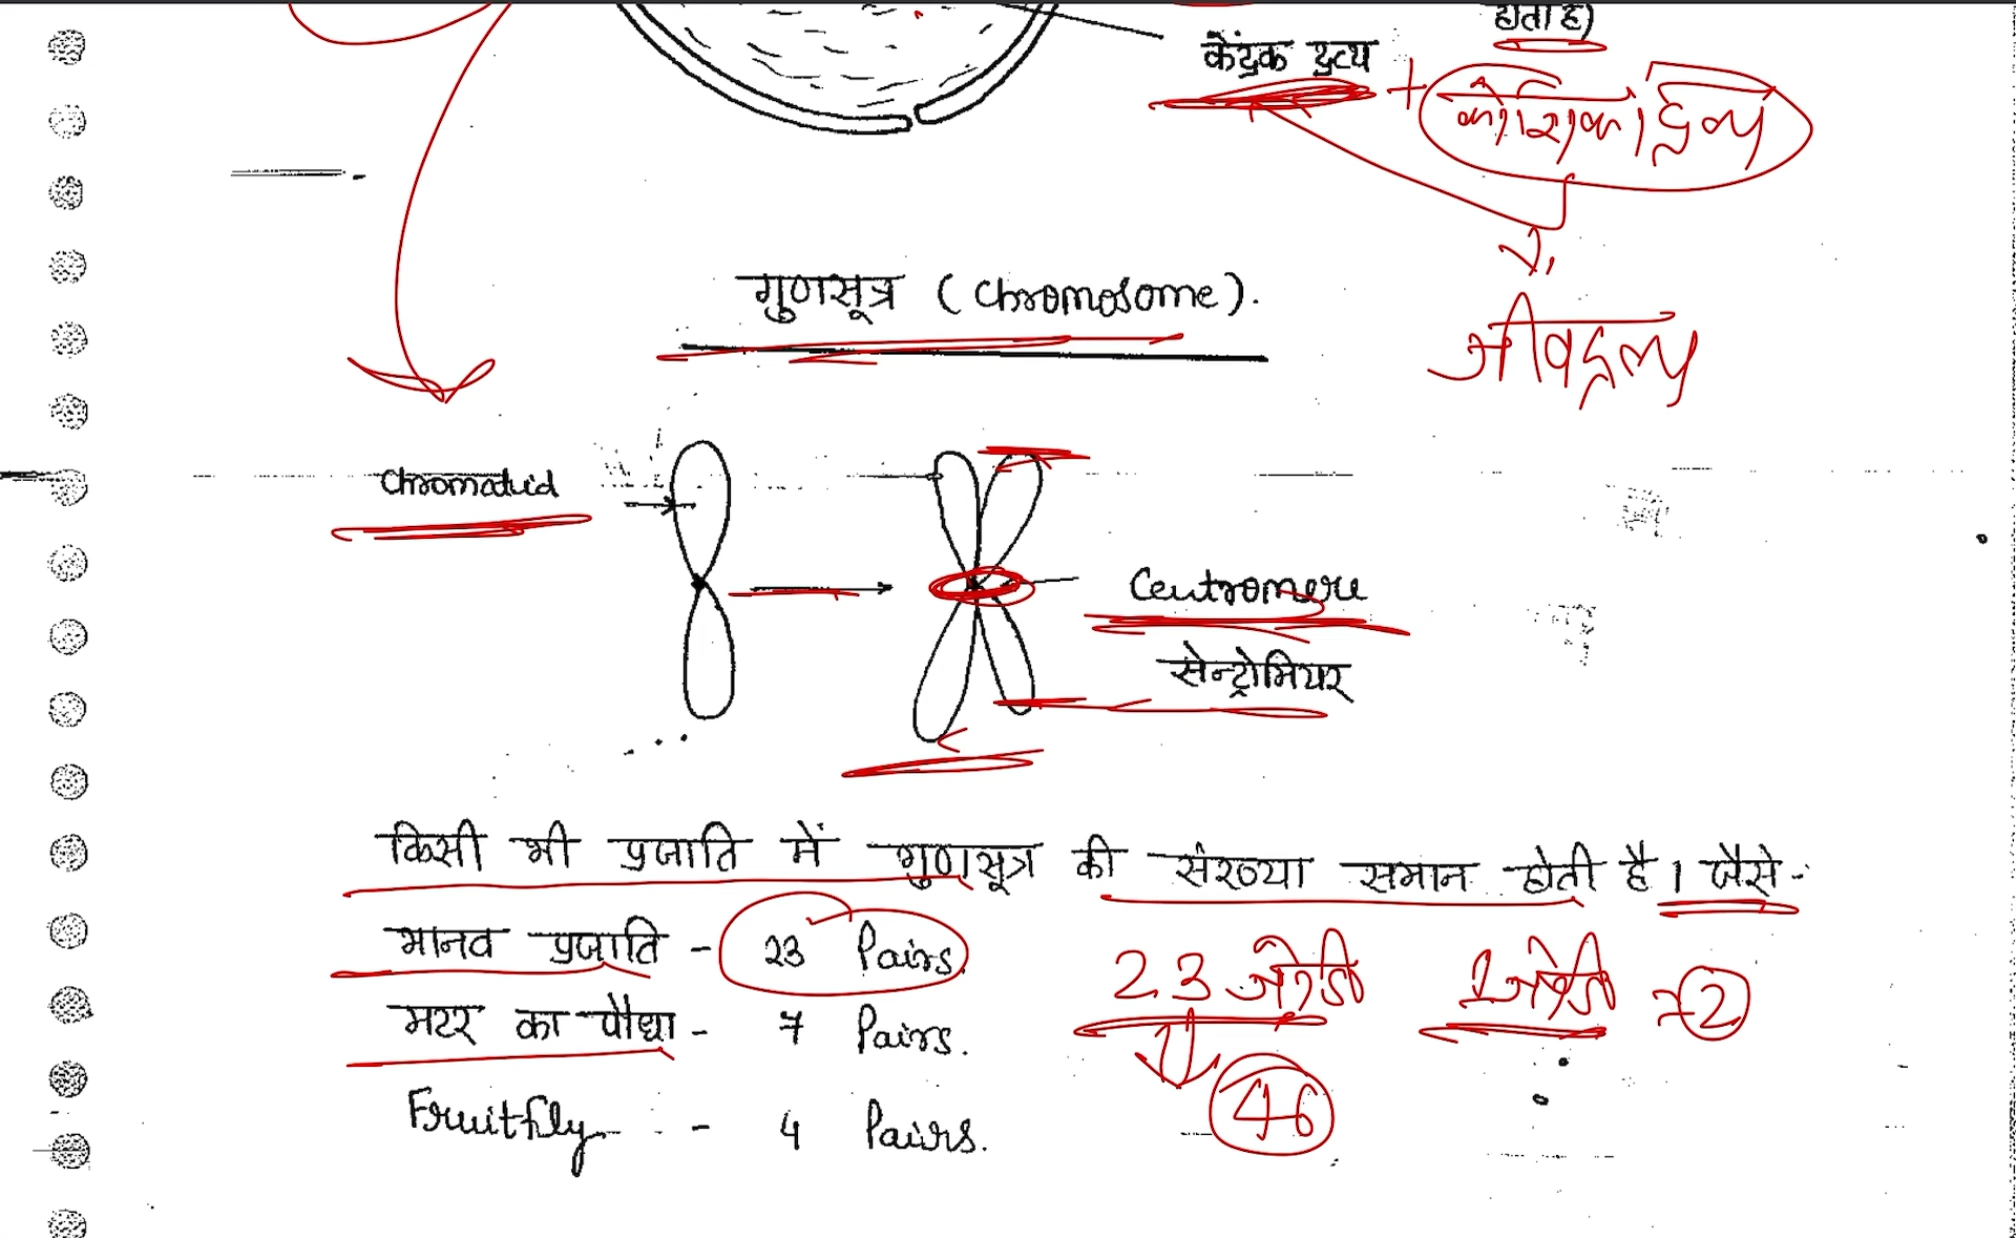 होता है)
केंद्रक द्रव्य + कोशिका द्रव्य
जीवद्रव्य
गुणसूत्र ( Chromosome ).
Chromatid
Centromere
सेन्ट्रोमियर
किसी भी प्रजाति में गुणसूत्र की संख्या समान होती है। जैसे-
मानव प्रजाति - 23 Pairs. 23 जोड़ी 1 जोड़ी = 2
मटर का पौधा - 7 Pairs. 46
Fruitfly - 4 Pairs.